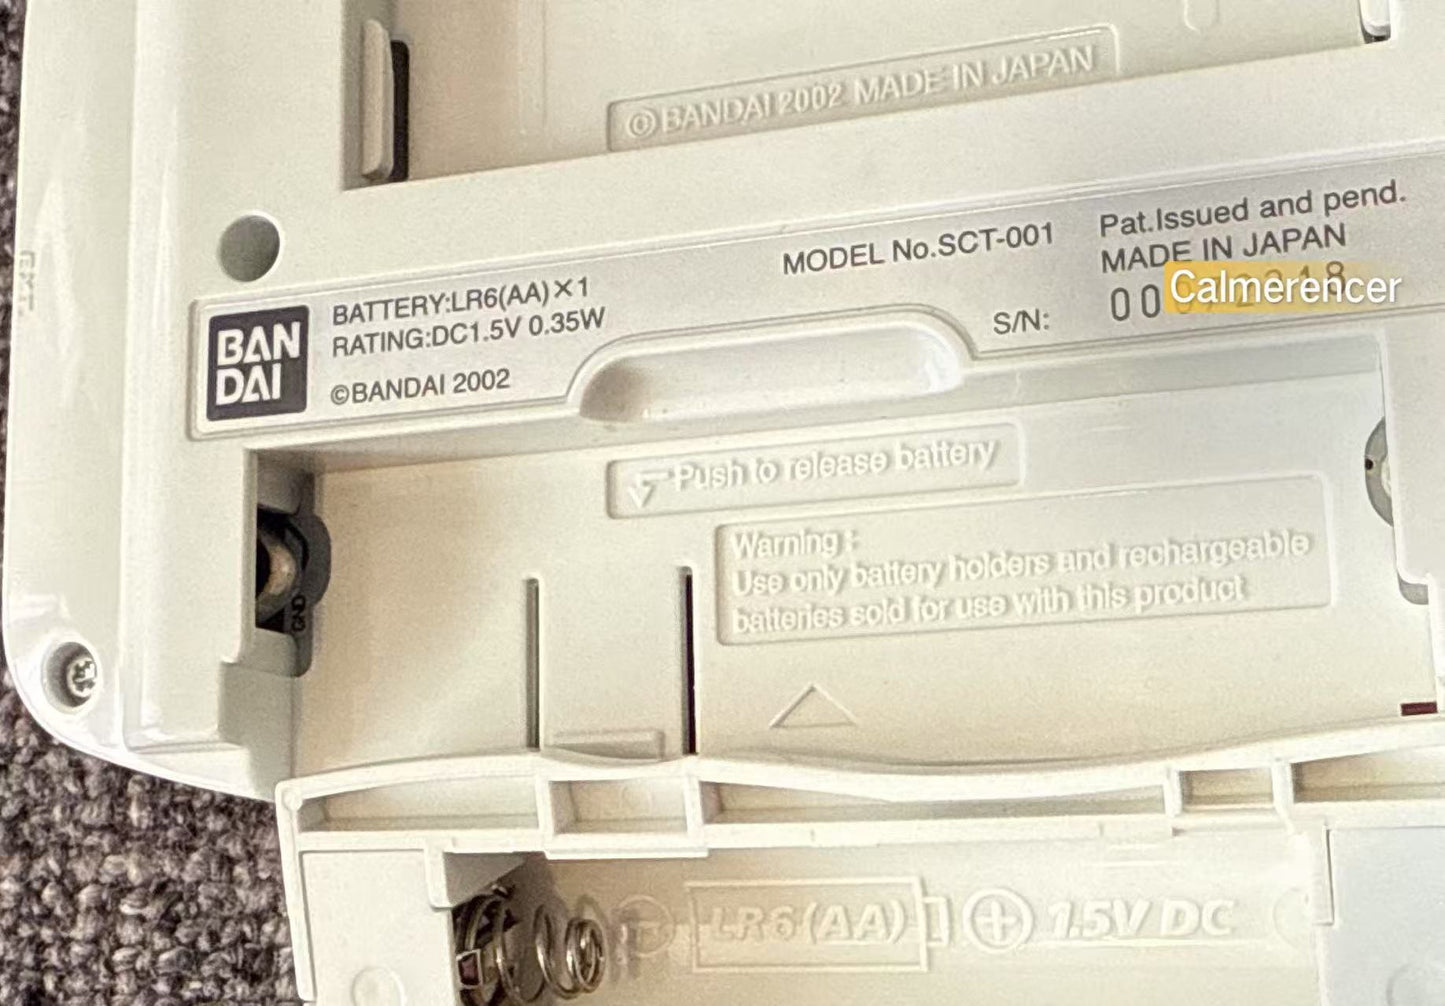 ©BANDAI 2002 MADE IN JAPAN
Pat.Issued and pend.
MODEL No.SCT-001
MADE IN JAPAN
Calmerencer
BAN
DAI
BATTERY:LR6(AA)×1
RATING:DC1.5V 0.35W
S/N:
©BANDAI 2002
Push to release battery
Warning :
Use only battery holders and rechargeable
batteries sold for use with this product
GND
EXT.
LR6(AA) 1.5V DC